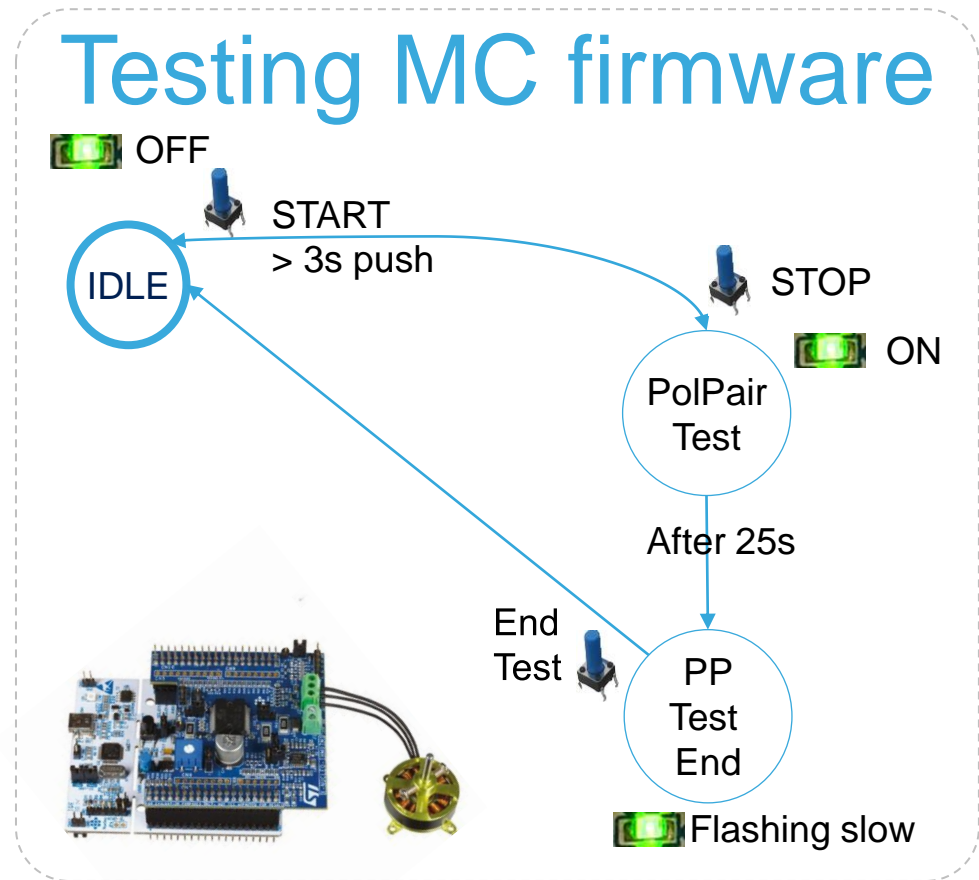 Testing MC firmware
OFF
START
> 3s push
IDLE
STOP
ON
PolPair
Test
After 25s
End
Test
PP
Test
End
Flashing slow